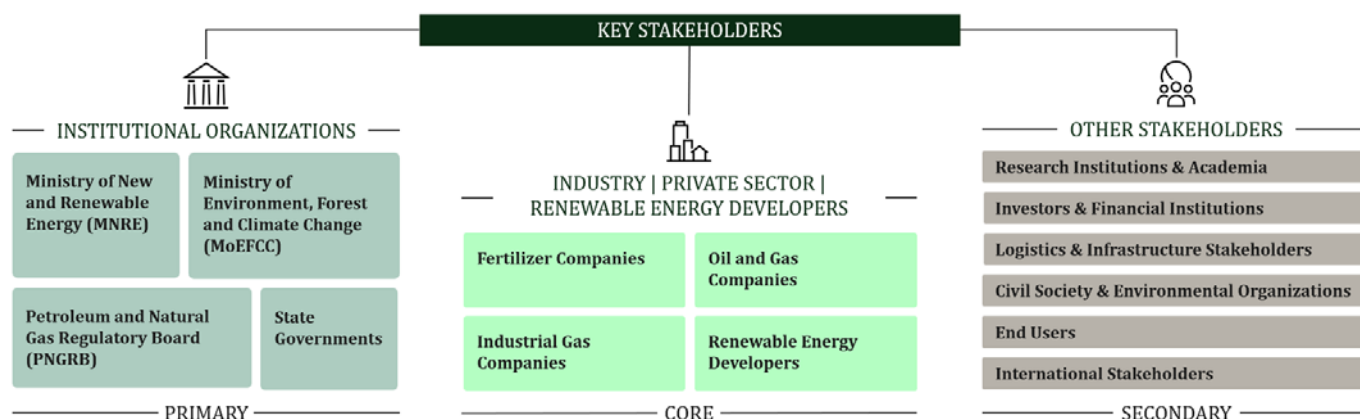 KEY STAKEHOLDERS
INSTITUTIONAL ORGANIZATIONS
Ministry of New
and Renewable
Energy (MNRE)
Ministry of
Environment, Forest
and Climate Change
(MoEFCC)
Petroleum and Natural
Gas Regulatory Board
(PNGRB)
State
Governments
PRIMARY
INDUSTRY | PRIVATE SECTOR |
RENEWABLE ENERGY DEVELOPERS
Fertilizer Companies
Oil and Gas
Companies
Industrial Gas
Companies
Renewable Energy
Developers
CORE
OTHER STAKEHOLDERS
Research Institutions & Academia
Investors & Financial Institutions
Logistics & Infrastructure Stakeholders
Civil Society & Environmental Organizations
End Users
International Stakeholders
SECONDARY